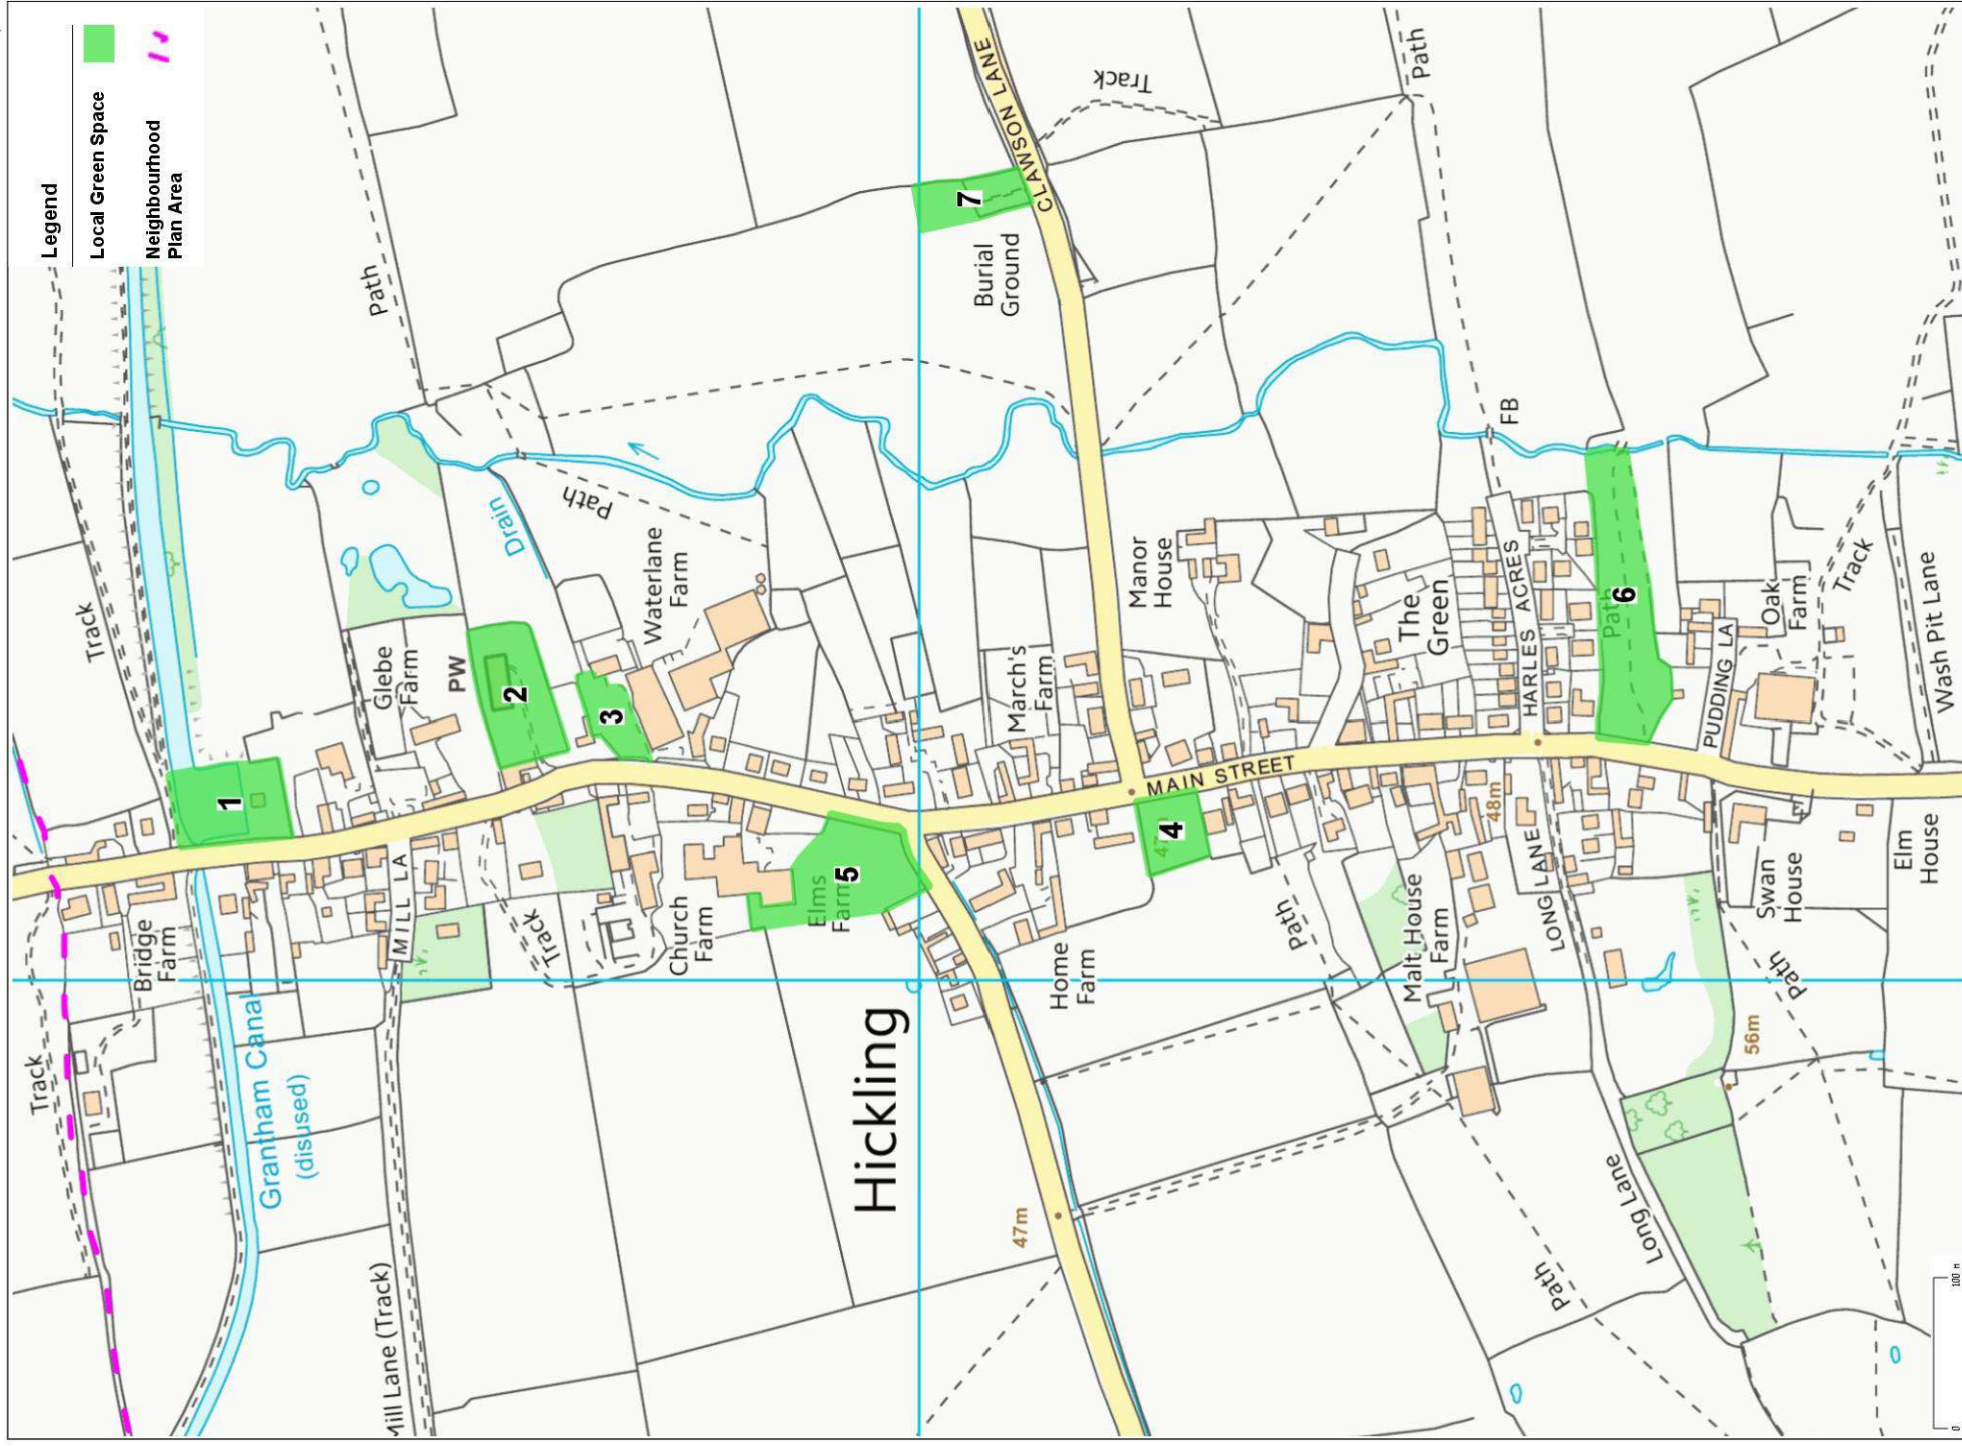 Legend
Local Green Space
Neighbourhood
Plan Area
Path
Track
CLAWSON LANE
Track
Path
7
Burial
Ground
FB
Track
Drain
Path
Waterlane
Farm
Manor
House
The
Green
HARLES ACRES
Path
6
Oak
Farm
Track
Wash Pit Lane
PUDDING LA
Glebe
Farm
PW
2
3
March's
Farm
1
MAIN STREET
4
47
5
Elms
Farm
MILL LA
Bridge
Farm
Track
Church
Farm
Home
Farm
Path
Malt House
Farm
48m
LONG LANE
Swan
House
Elm
House
Path
56m
Track
Grantham Canal
(disused)
Hickling
47m
Mill Lane (Track)
Long Lane
Path
0
100 m